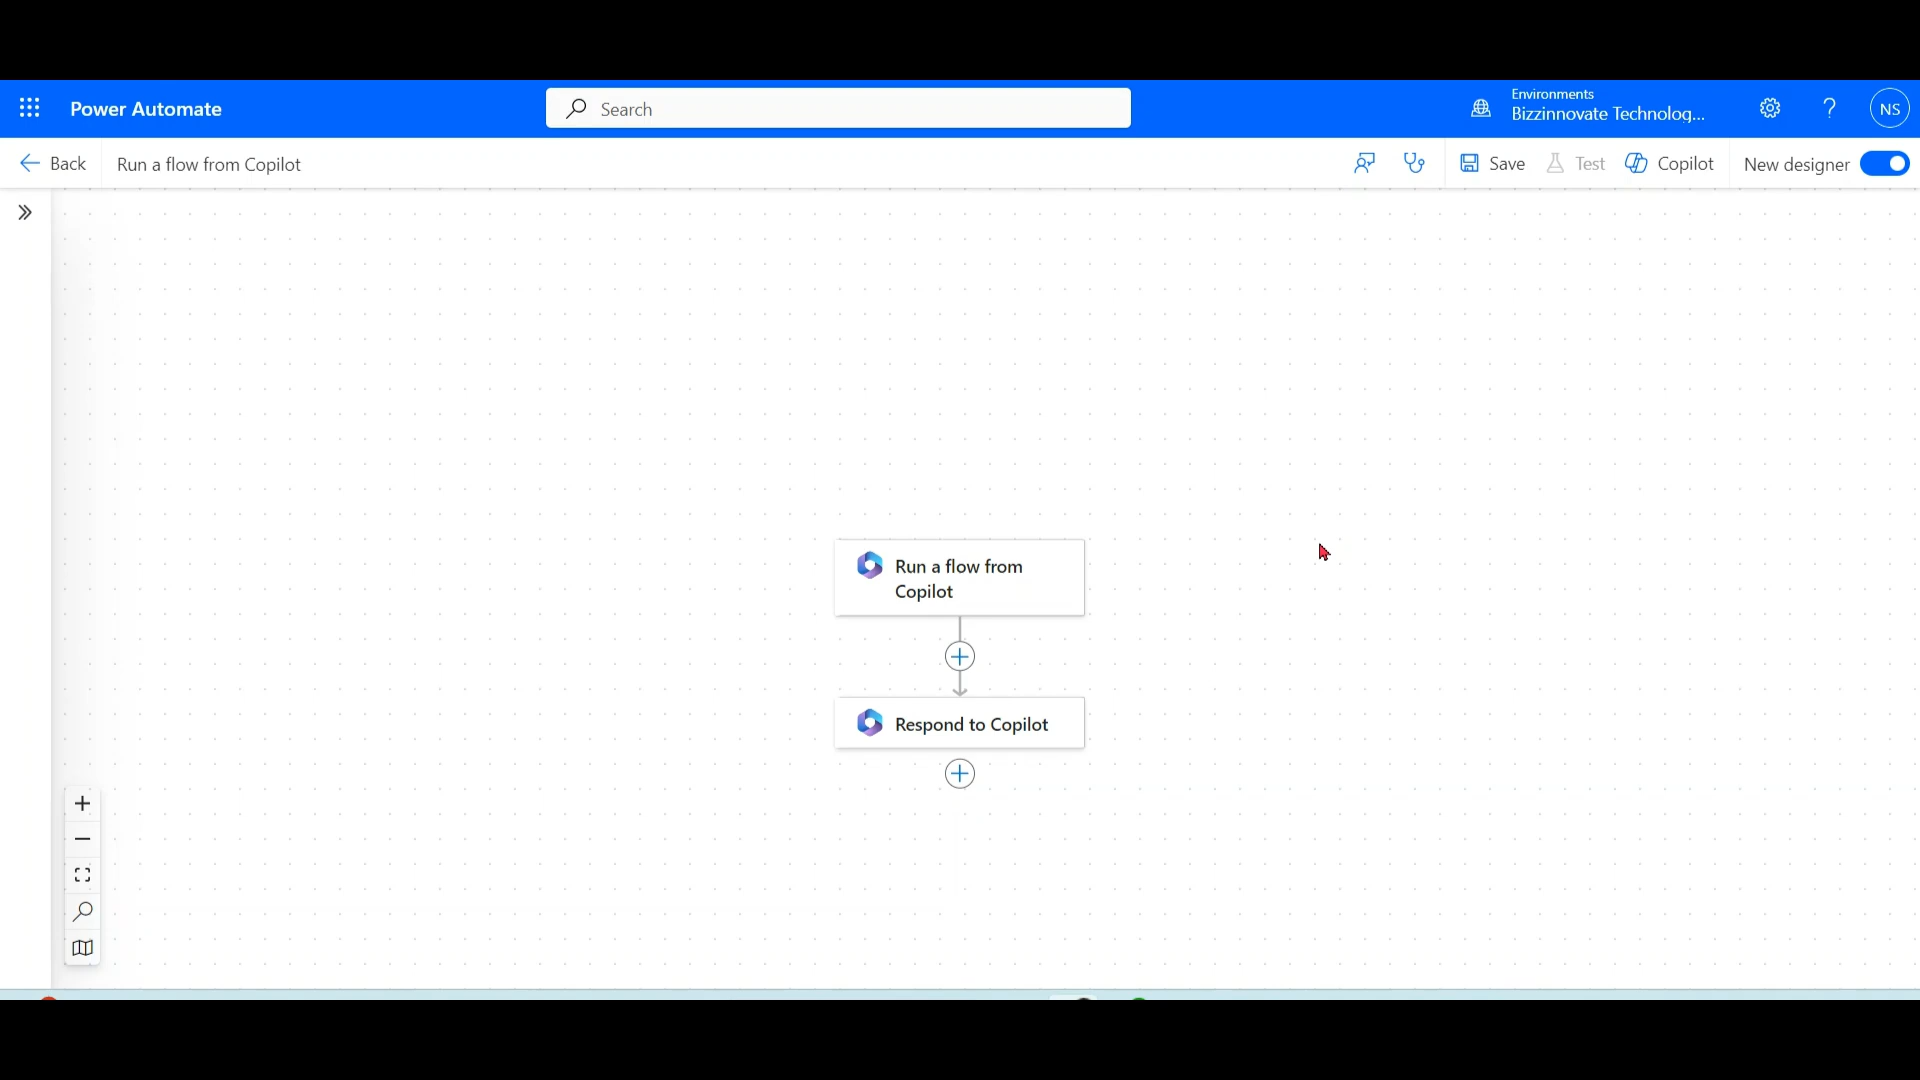 Power Automate
Search
Environments
Bizzinnovate Technolog...
?
NS
Back
Run a flow from Copilot
Save
Test
Copilot
New designer
Run a flow from
Copilot
Respond to Copilot